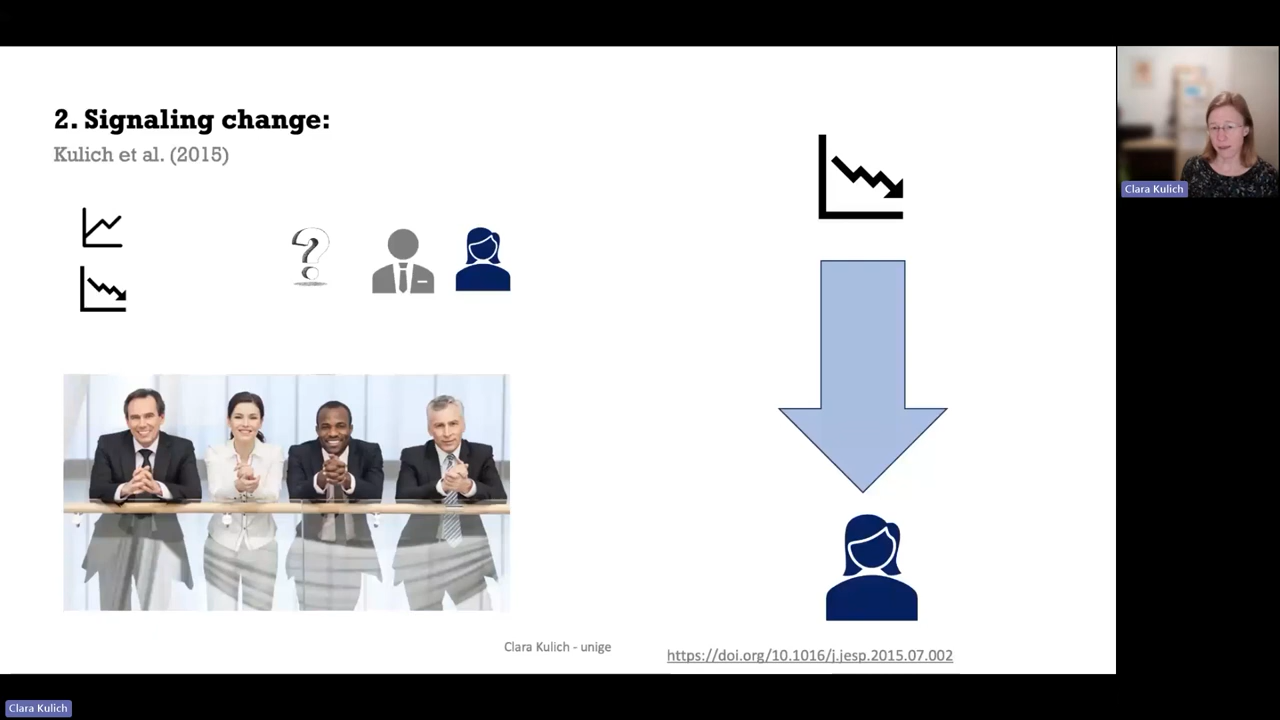 2. Signaling change:
Kulich et al. (2015)
?
Clara Kulich
Clara Kulich - unige
https://doi.org/10.1016/j.jesp.2015.07.002
Clara Kulich